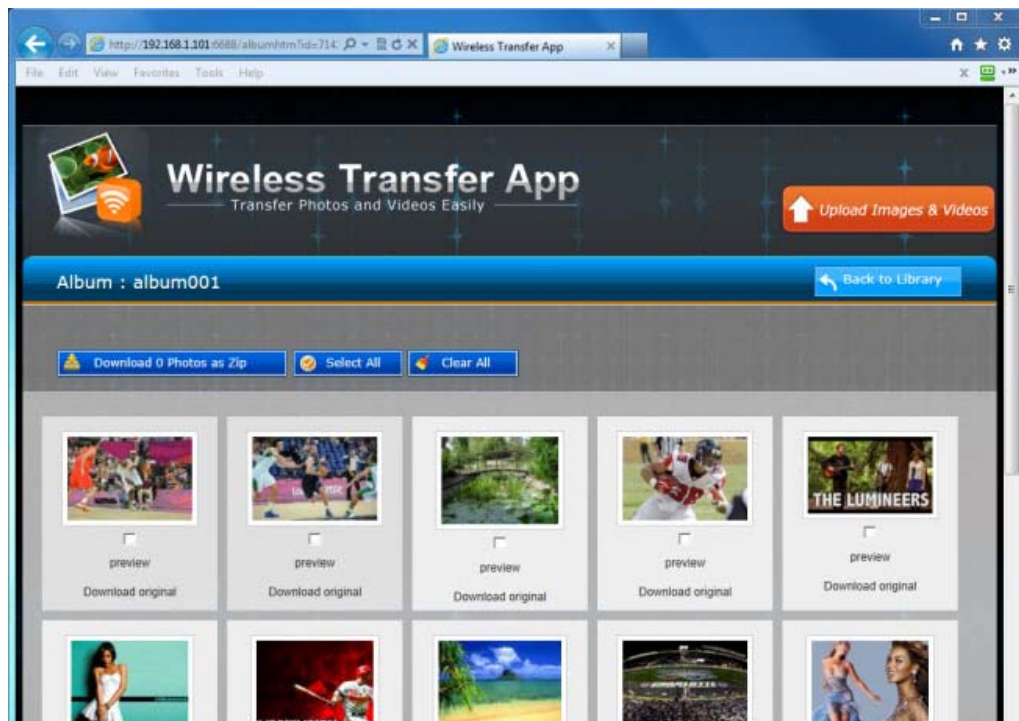 http://192.168.1.101:6688/albumhtm?id=714
Wireless Transfer App
File Edit View Favorites Tools Help
Wireless Transfer App
Transfer Photos and Videos Easily
Upload Images & Videos
Album : album001
Back to Library
Download 0 Photos as Zip
Select All
Clear All
THE LUMINEERS
preview preview preview preview preview
Download original Download original Download original Download original Download original